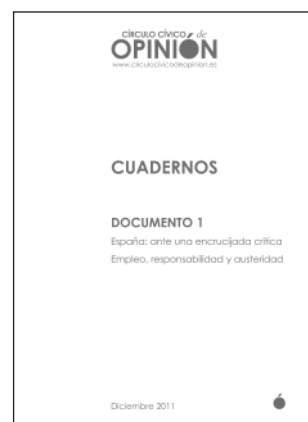 CÍRCULO CÍVICO de
OPINIÓN
www.circulocivicodeopinion.es
CUADERNOS
DOCUMENTO 1
España: ante una encrucijada crítica
Empleo, responsabilidad y austeridad
Diciembre 2011